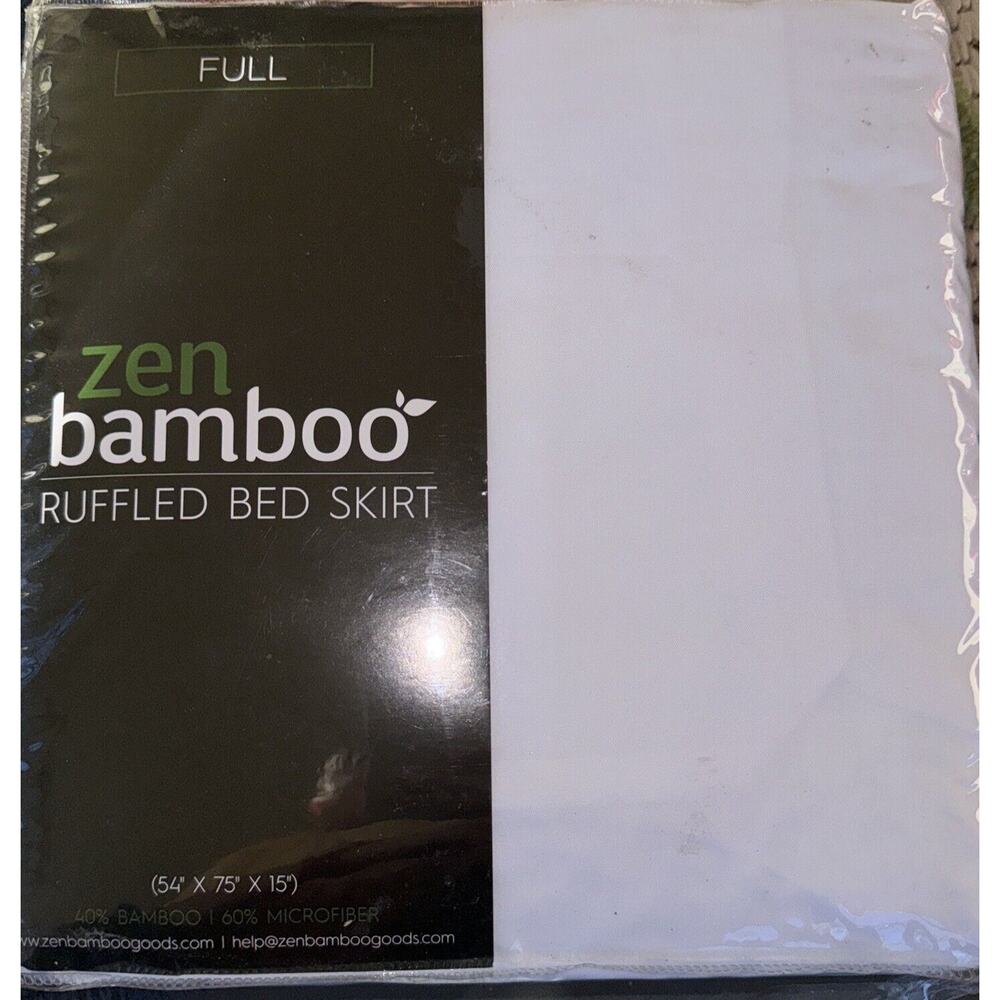 FULL
zen
bamboo
RUFFLED BED SKIRT
(54" X 75" X 15")
40% BAMBOO | 60% MICROFIBER
www.zenbamboogoods.com | help@zenbamboogoods.com